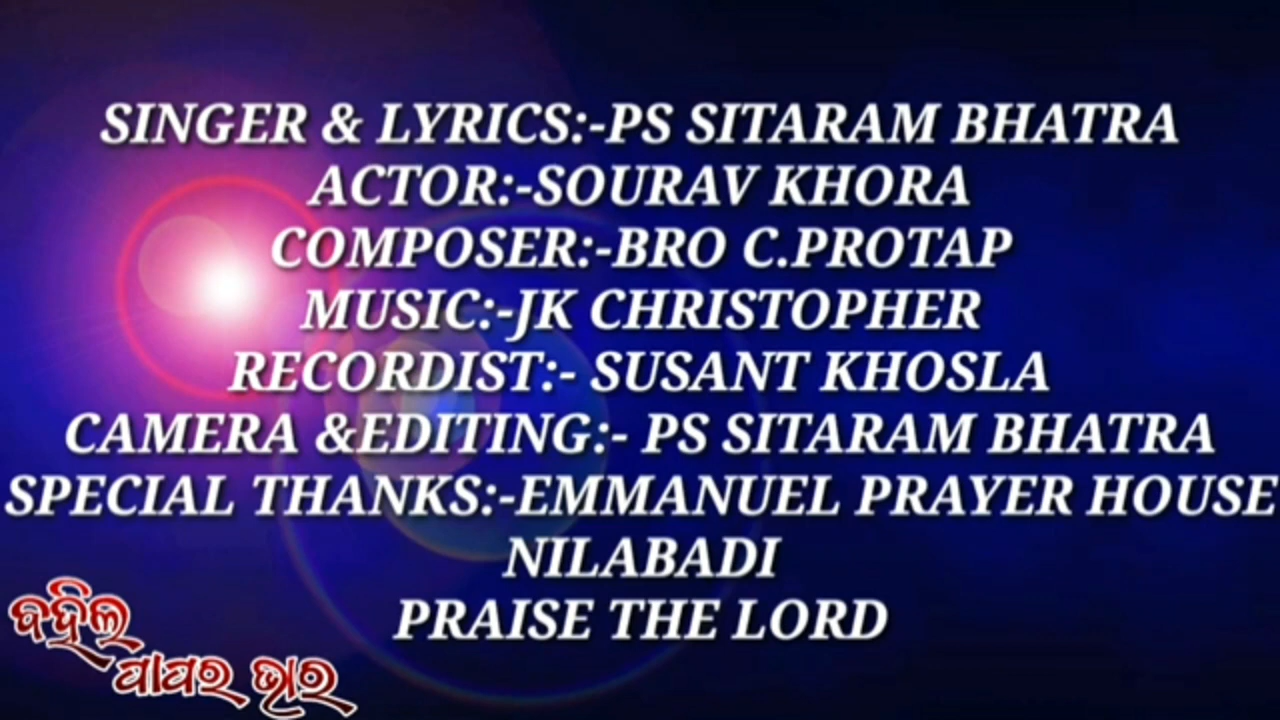 SINGER & LYRICS:-PS SITARAM BHATRA
ACTOR:-SOURAV KHORA
COMPOSER:-BRO C.PROTAP
MUSIC:-JK CHRISTOPHER
RECORDIST:- SUSANT KHOSLA
CAMERA &EDITING:- PS SITARAM BHATRA
SPECIAL THANKS:-EMMANUEL PRAYER HOUSE
NILABADI
PRAISE THE LORD
ବହିଲ
ପାପର ଭାର